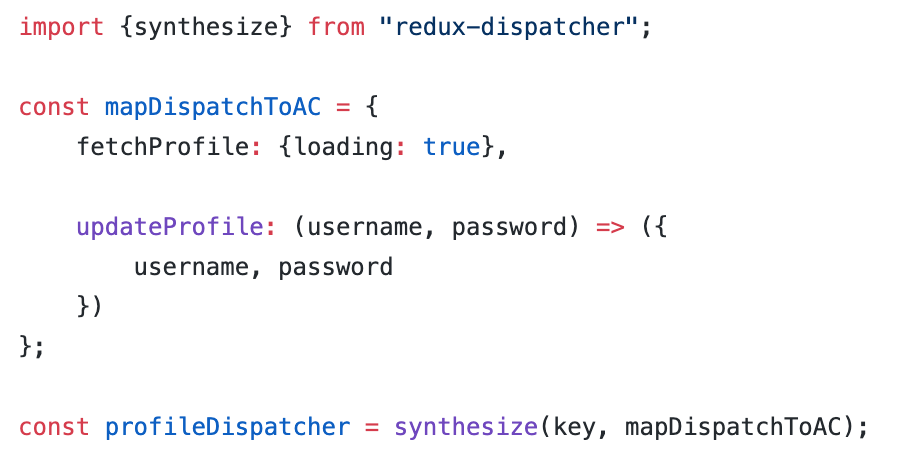 import {synthesize} from "redux-dispatcher";
const mapDispatchToAC = {
    fetchProfile: {loading: true},
    updateProfile: (username, password) => ({
        username, password
    })
};
const profileDispatcher = synthesize(key, mapDispatchToAC);